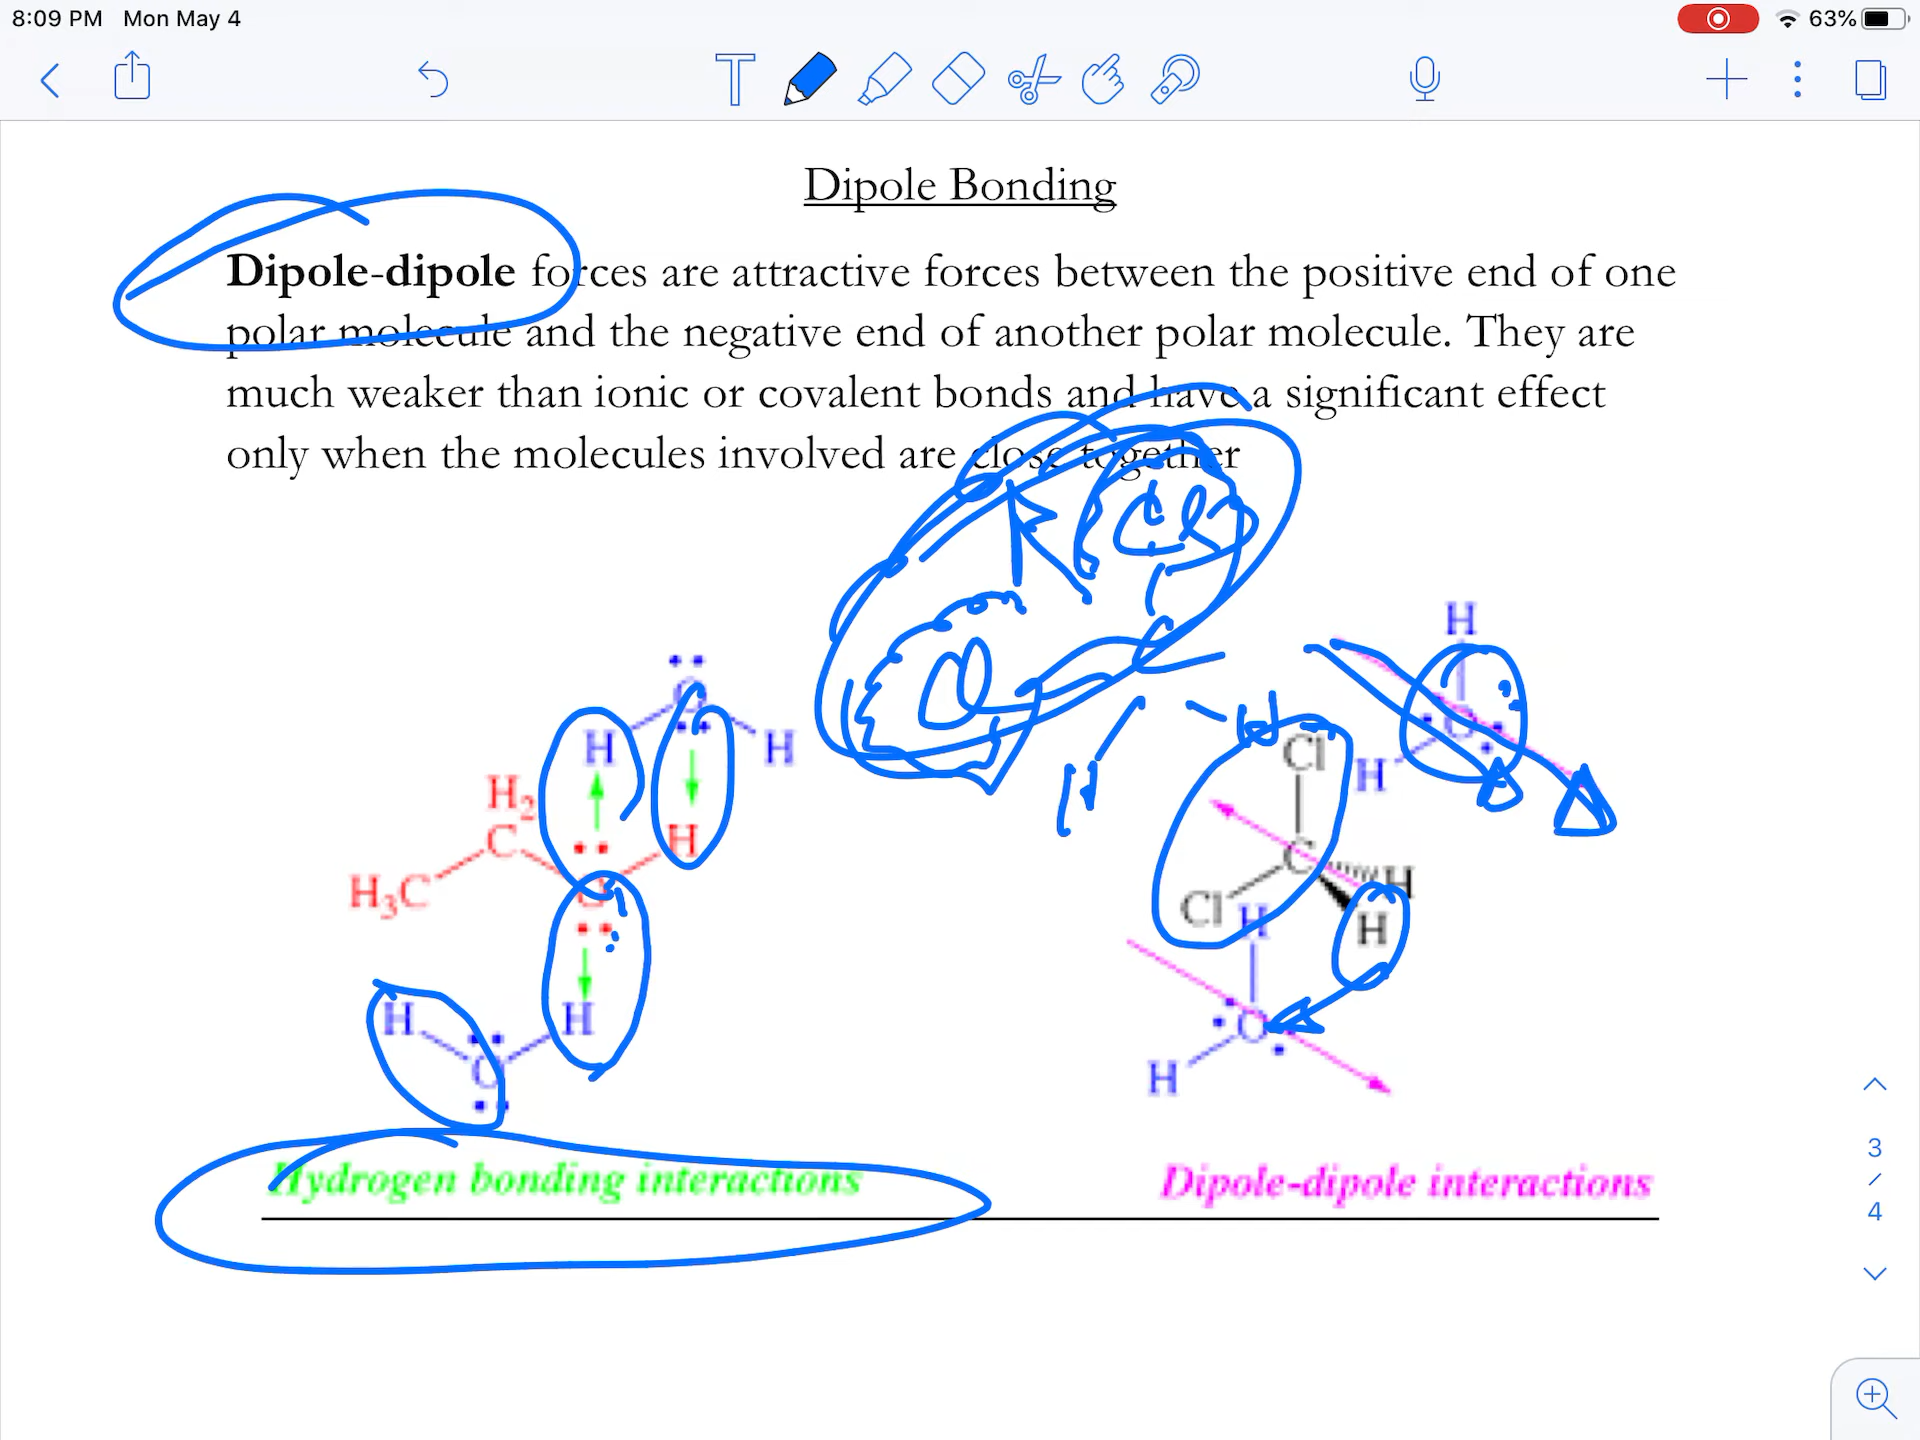 8:09 PM Mon May 4
63%
T
Dipole Bonding
Dipole-dipole forces are attractive forces between the positive end of one
polar molecule and the negative end of another polar molecule. They are
much weaker than ionic or covalent bonds and have a significant effect
only when the molecules involved are close together
Cl
H
O
H
H
O
H
Cl
H
H2
C
H
H3C
O
C
H
Cl
H
H
H
H
O
H
O
H
3
/
4
Hydrogen bonding interactions
Dipole-dipole interactions